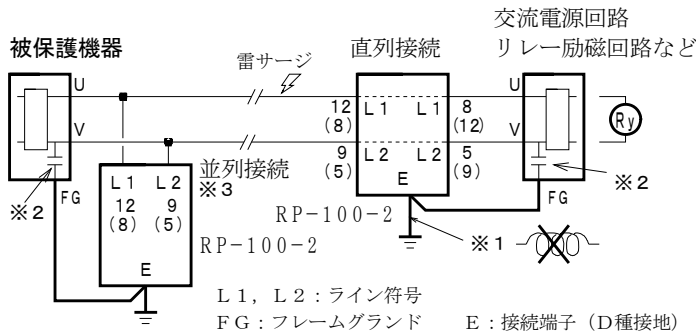 交流電源回路
リレー励磁回路など
被保護機器
雷サージ
直列接続
U
V
U
V
12
(8)
L1
L1
8
(12)
9
(5)
L2
L2
5
(9)
E
Ry
並列接続
※3
※2
FG
L1
L2
12
(8)
9
(5)
E
RP-100-2
RP-100-2
※1
FG
※2
L1，L2：ライン符号
FG：フレームグランド E：接続端子（D種接地）